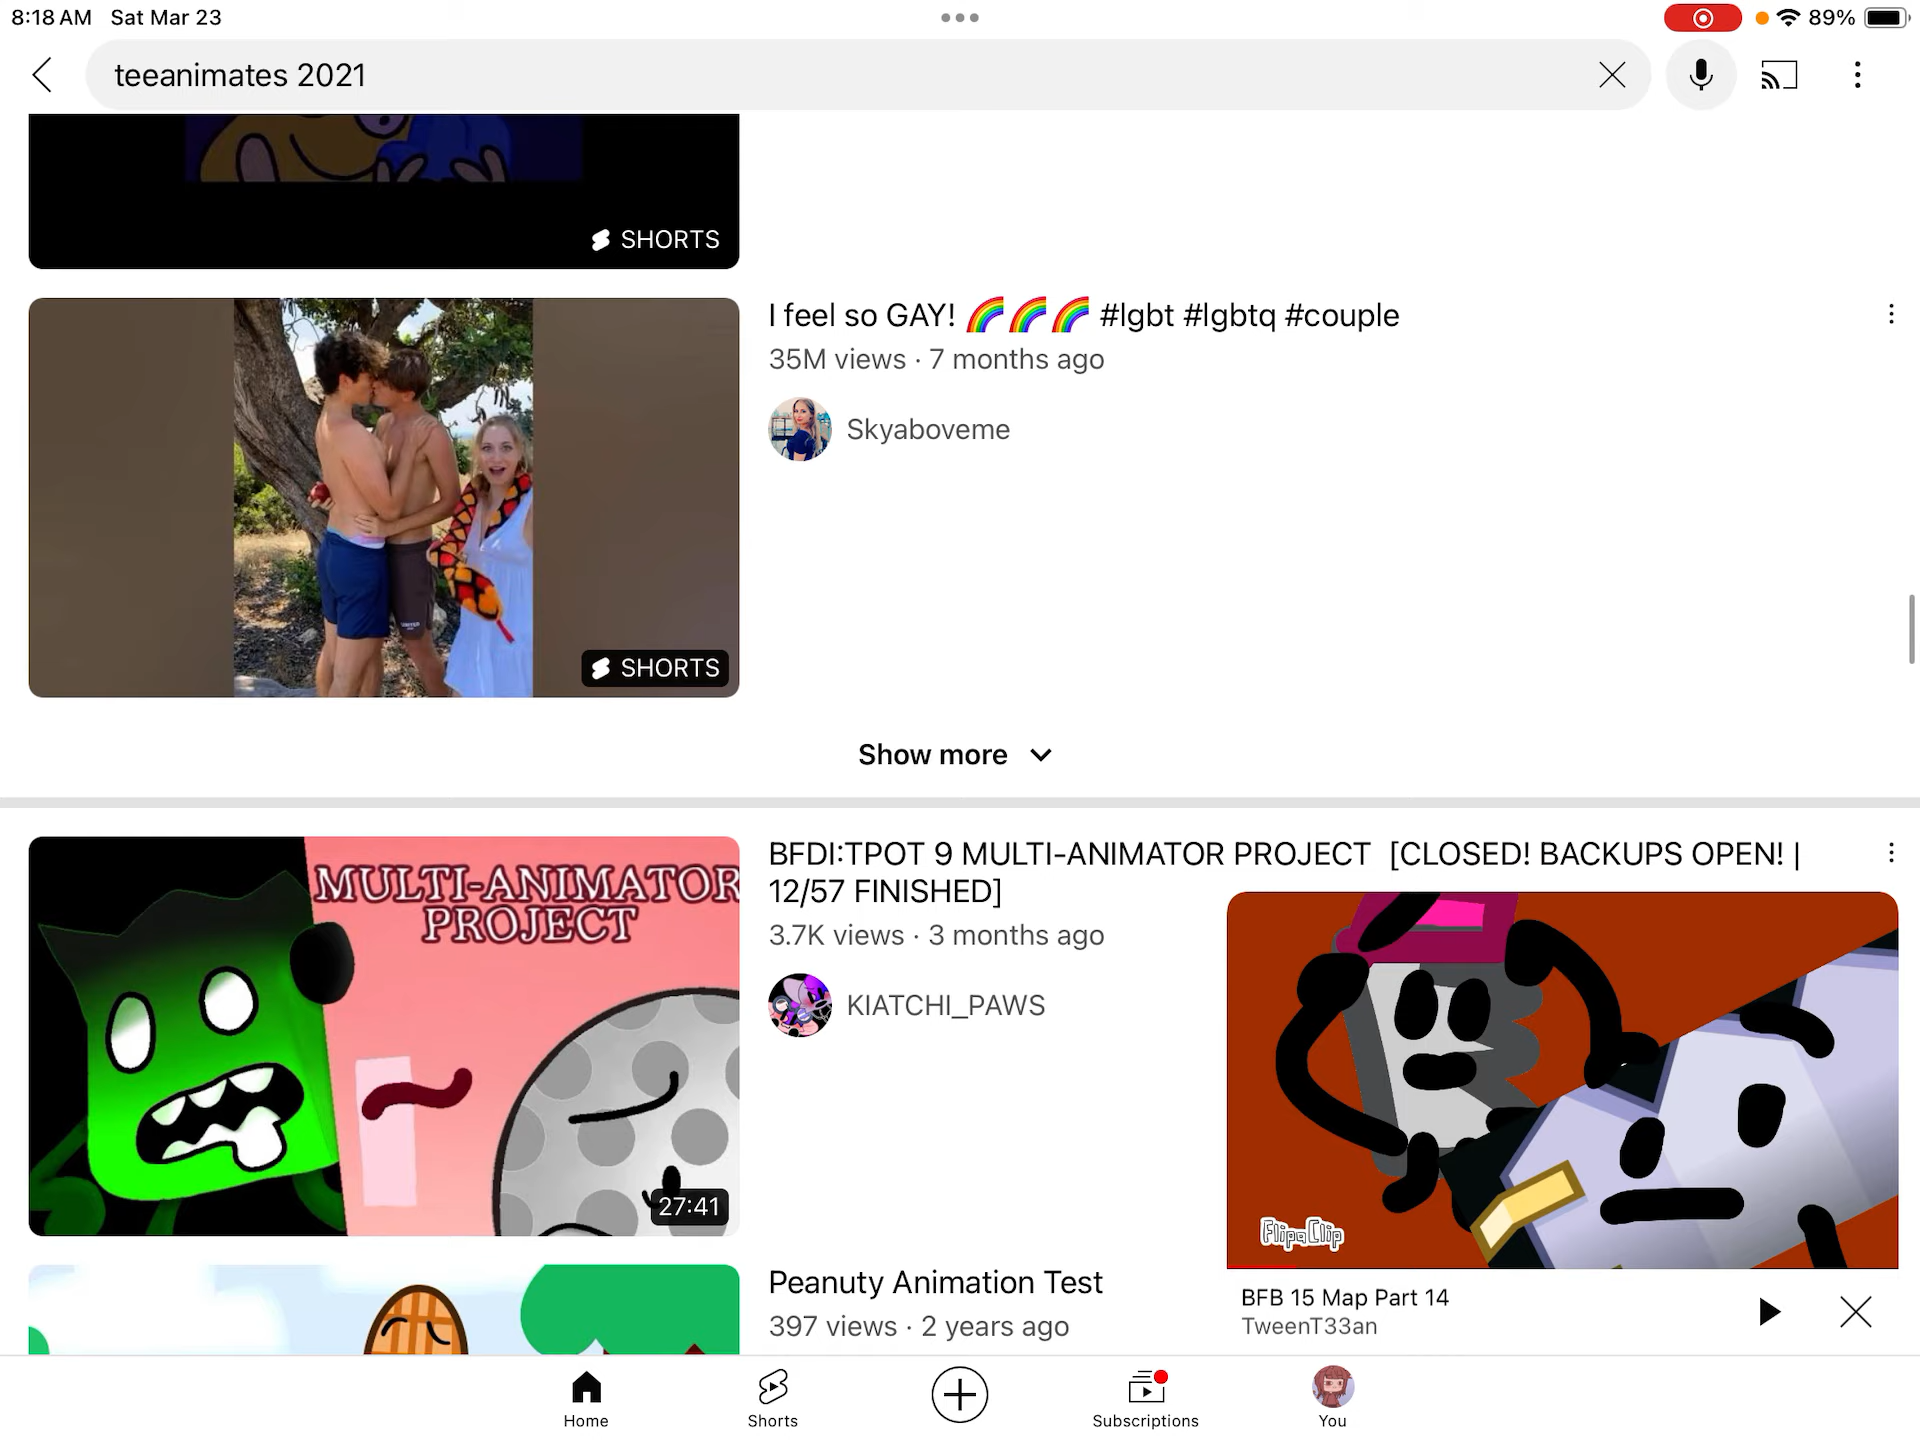 8:18 AM Sat Mar 23
89%
teeanimates 2021
SHORTS
I feel so GAY! 🌈🌈🌈 #lgbt #lgbtq #couple
35M views · 7 months ago
Skyaboveme
SHORTS
Show more
MULTI-ANIMATOR
PROJECT
27:41
BFDI:TPOT 9 MULTI-ANIMATOR PROJECT [CLOSED! BACKUPS OPEN! |
12/57 FINISHED]
3.7K views · 3 months ago
KIATCHI_PAWS
FlipaClip
BFB 15 Map Part 14
TweenT33an
Peanuty Animation Test
397 views · 2 years ago
Home
Shorts
Subscriptions
You